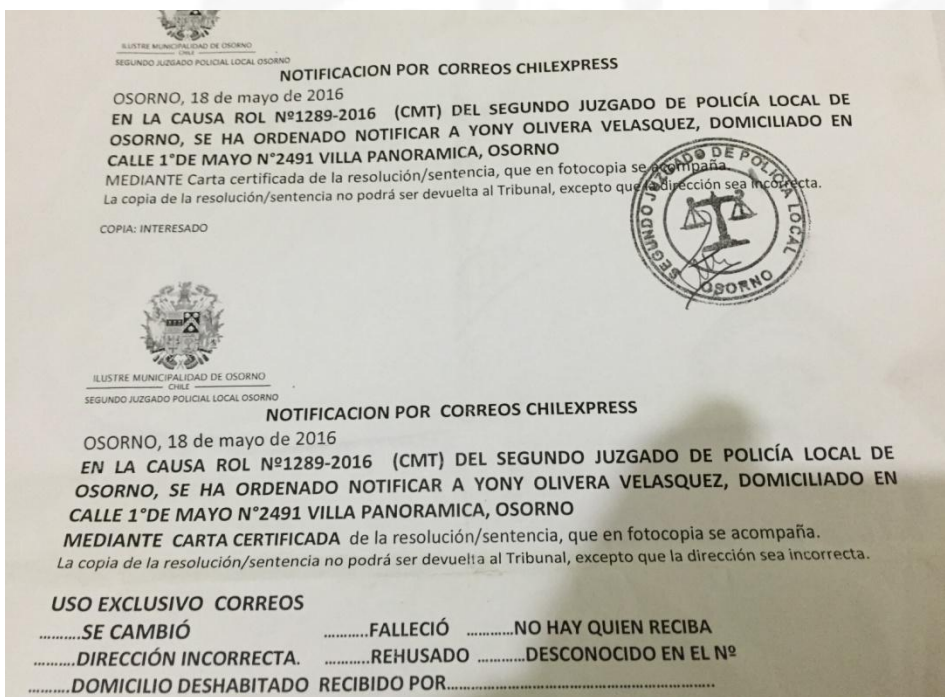 ILUSTRE MUNICIPALIDAD DE OSORNO
CHILE
SEGUNDO JUZGADO POLICIAL LOCAL OSORNO
NOTIFICACION POR CORREOS CHILEXPRESS
OSORNO, 18 de mayo de 2016
EN LA CAUSA ROL Nº1289-2016 (CMT) DEL SEGUNDO JUZGADO DE POLICÍA LOCAL DE
OSORNO, SE HA ORDENADO NOTIFICAR A YONY OLIVERA VELASQUEZ, DOMICILIADO EN
CALLE 1°DE MAYO N°2491 VILLA PANORAMICA, OSORNO
MEDIANTE Carta certificada de la resolución/sentencia, que en fotocopia se acompaña.
La copia de la resolución/sentencia no podrá ser devuelta al Tribunal, excepto que la dirección sea incorrecta.
SEGUNDO JUZGADO DE POLICIA LOCAL
OSORNO
COPIA: INTERESADO
ILUSTRE MUNICIPALIDAD DE OSORNO
CHILE
SEGUNDO JUZGADO POLICIAL LOCAL OSORNO
NOTIFICACION POR CORREOS CHILEXPRESS
OSORNO, 18 de mayo de 2016
EN LA CAUSA ROL Nº1289-2016 (CMT) DEL SEGUNDO JUZGADO DE POLICÍA LOCAL DE
OSORNO, SE HA ORDENADO NOTIFICAR A YONY OLIVERA VELASQUEZ, DOMICILIADO EN
CALLE 1°DE MAYO N°2491 VILLA PANORAMICA, OSORNO
MEDIANTE CARTA CERTIFICADA de la resolución/sentencia, que en fotocopia se acompaña.
La copia de la resolución/sentencia no podrá ser devuelta al Tribunal, excepto que la dirección sea incorrecta.
USO EXCLUSIVO CORREOS
..........SE CAMBIÓ ...........FALLECIÓ ............NO HAY QUIEN RECIBA
..........DIRECCIÓN INCORRECTA. ...........REHUSADO ............DESCONOCIDO EN EL Nº
..........DOMICILIO DESHABITADO RECIBIDO POR..................................................................